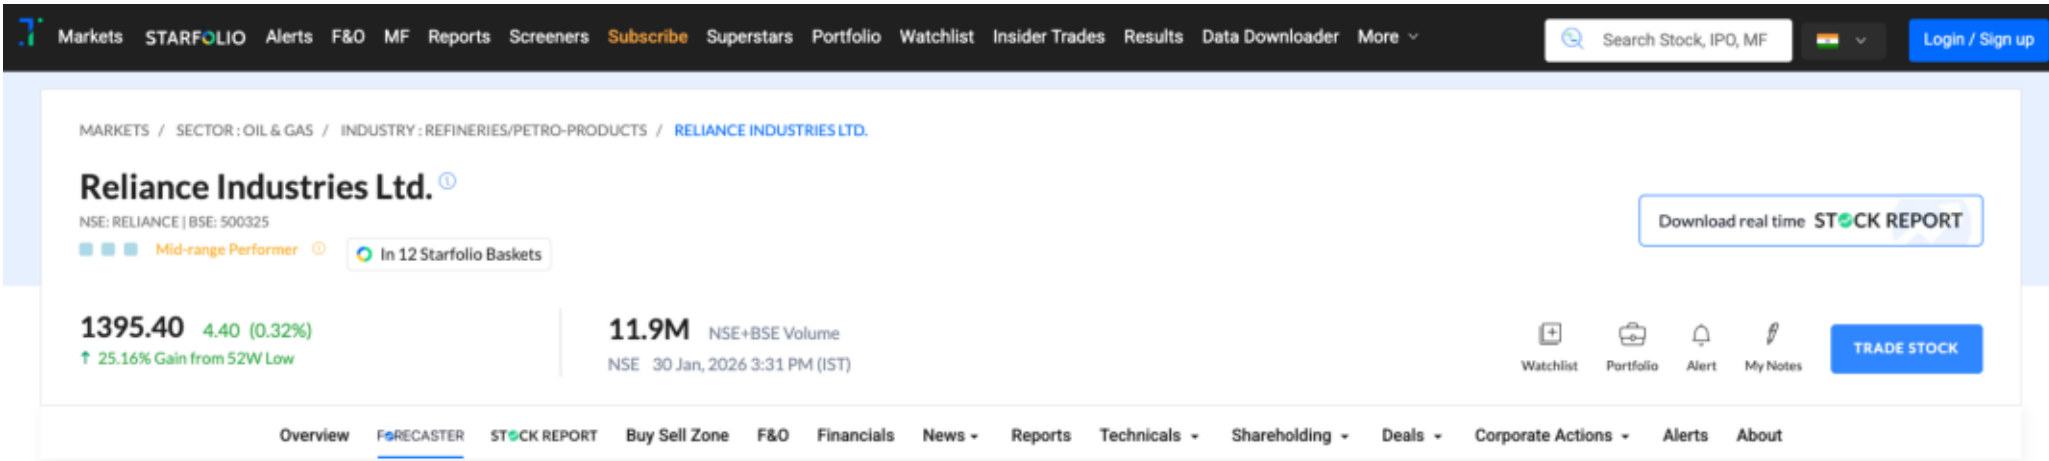 Markets STARFOLIO Alerts F&O MF Reports Screeners Subscribe Superstars Portfolio Watchlist Insider Trades Results Data Downloader More Search Stock, IPO, MF Login / Sign up
MARKETS / SECTOR : OIL & GAS / INDUSTRY : REFINERIES/PETRO-PRODUCTS / RELIANCE INDUSTRIES LTD.
Reliance Industries Ltd.
NSE: RELIANCE | BSE: 500325
Download real time STOCK REPORT
Mid-range Performer In 12 Starfolio Baskets
1395.40 4.40 (0.32%)
25.16% Gain from 52W Low
11.9M NSE+BSE Volume
NSE 30 Jan, 2026 3:31 PM (IST)
Watchlist Portfolio Alert My Notes TRADE STOCK
Overview FORECASTER STOCK REPORT Buy Sell Zone F&O Financials News Reports Technicals Shareholding Deals Corporate Actions Alerts About